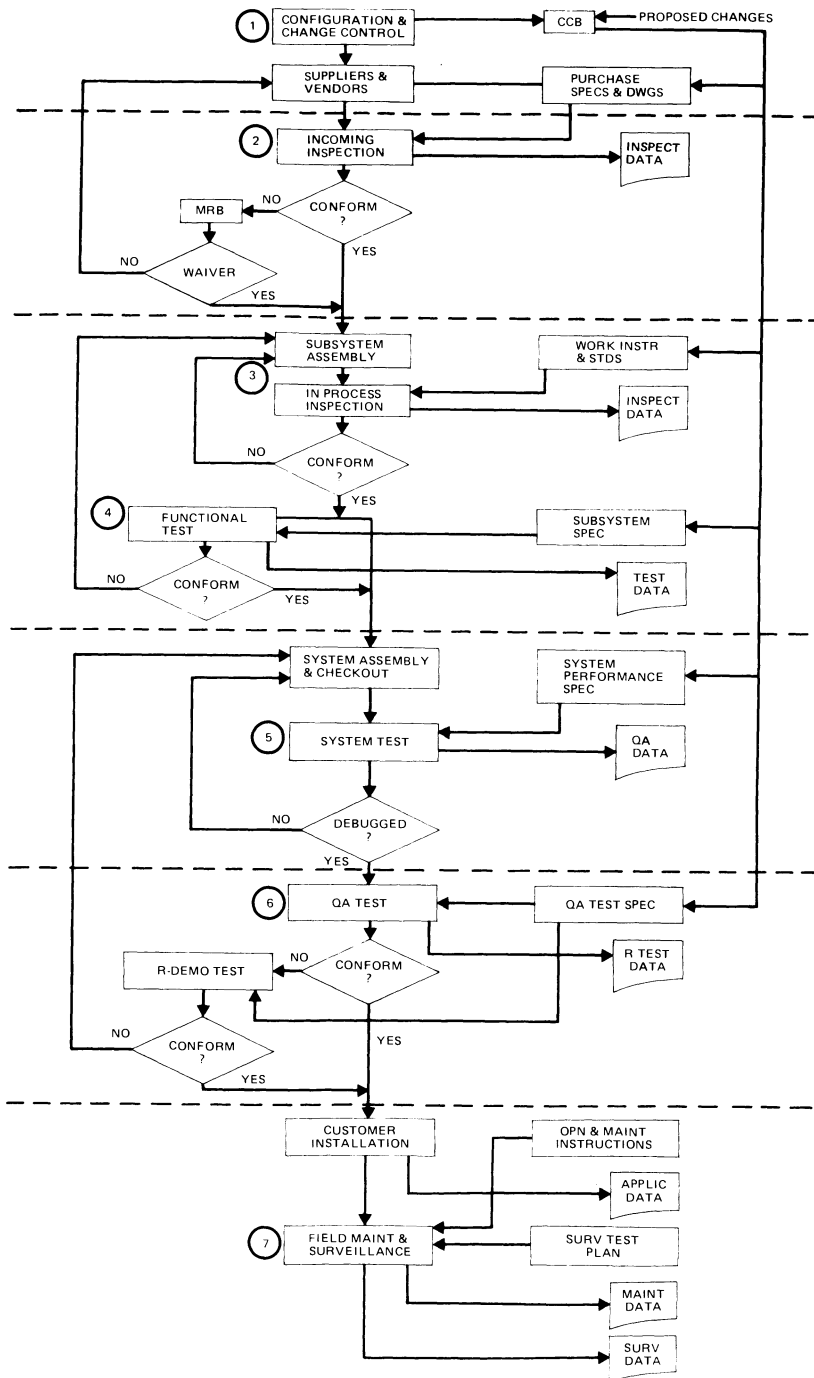 1
CONFIGURATION &
CHANGE CONTROL
CCB
PROPOSED CHANGES
SUPPLIERS &
VENDORS
PURCHASE
SPECS & DWGS
2
INCOMING
INSPECTION
INSPECT
DATA
NO
CONFORM
?
MRB
YES
NO
WAIVER
YES
SUBSYSTEM
ASSEMBLY
WORK INSTR
& STDS
3
IN PROCESS
INSPECTION
INSPECT
DATA
NO
CONFORM
?
YES
4
FUNCTIONAL
TEST
SUBSYSTEM
SPEC
NO
CONFORM
?
YES
TEST
DATA
SYSTEM ASSEMBLY
& CHECKOUT
SYSTEM
PERFORMANCE
SPEC
5
SYSTEM TEST
QA
DATA
NO
DEBUGGED
?
YES
6
QA TEST
QA TEST SPEC
R TEST
DATA
NO
CONFORM
?
R-DEMO TEST
YES
NO
CONFORM
?
YES
CUSTOMER
INSTALLATION
OPN & MAINT
INSTRUCTIONS
APPLIC
DATA
7
FIELD MAINT &
SURVEILLANCE
SURV TEST
PLAN
MAINT
DATA
SURV
DATA